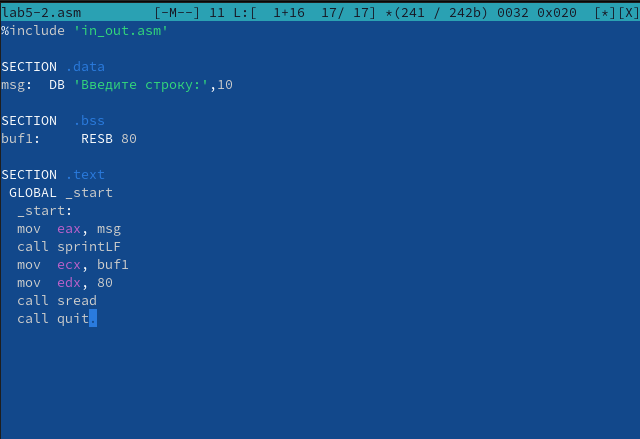 lab5-2.asm [-M--] 11 L:[ 1+16 17/ 17] *(241 / 242b) 0032 0x020 [*][X]
%include 'in_out.asm'
SECTION .data
msg: DB 'Введите строку:',10
SECTION .bss
buf1: RESB 80
SECTION .text
GLOBAL _start
_start:
mov eax, msg
call sprintLF
mov ecx, buf1
mov edx, 80
call sread
call quit